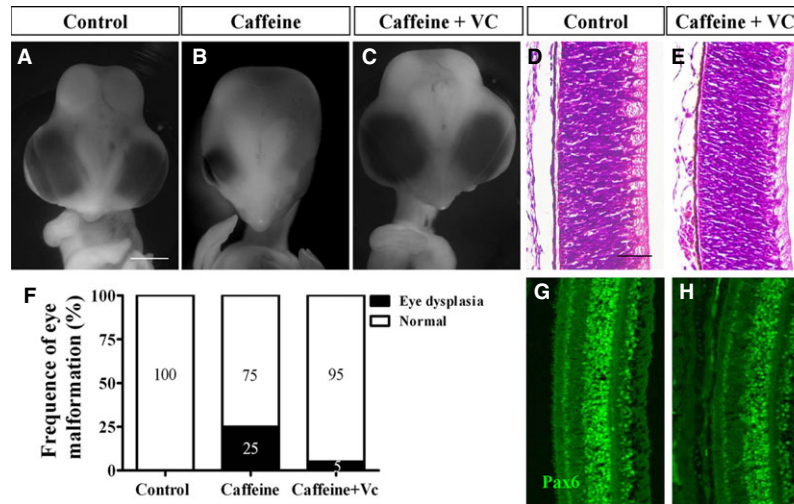 Control
Caffeine
Caffeine + VC
Control
Caffeine + VC
A
B
C
D
E
F
Frequence of eye
malformation (%)
100
75
50
25
0
100
75
25
95
5
Control
Caffeine
Caffeine+Vc
Eye dysplasia
Normal
G
H
Pax6